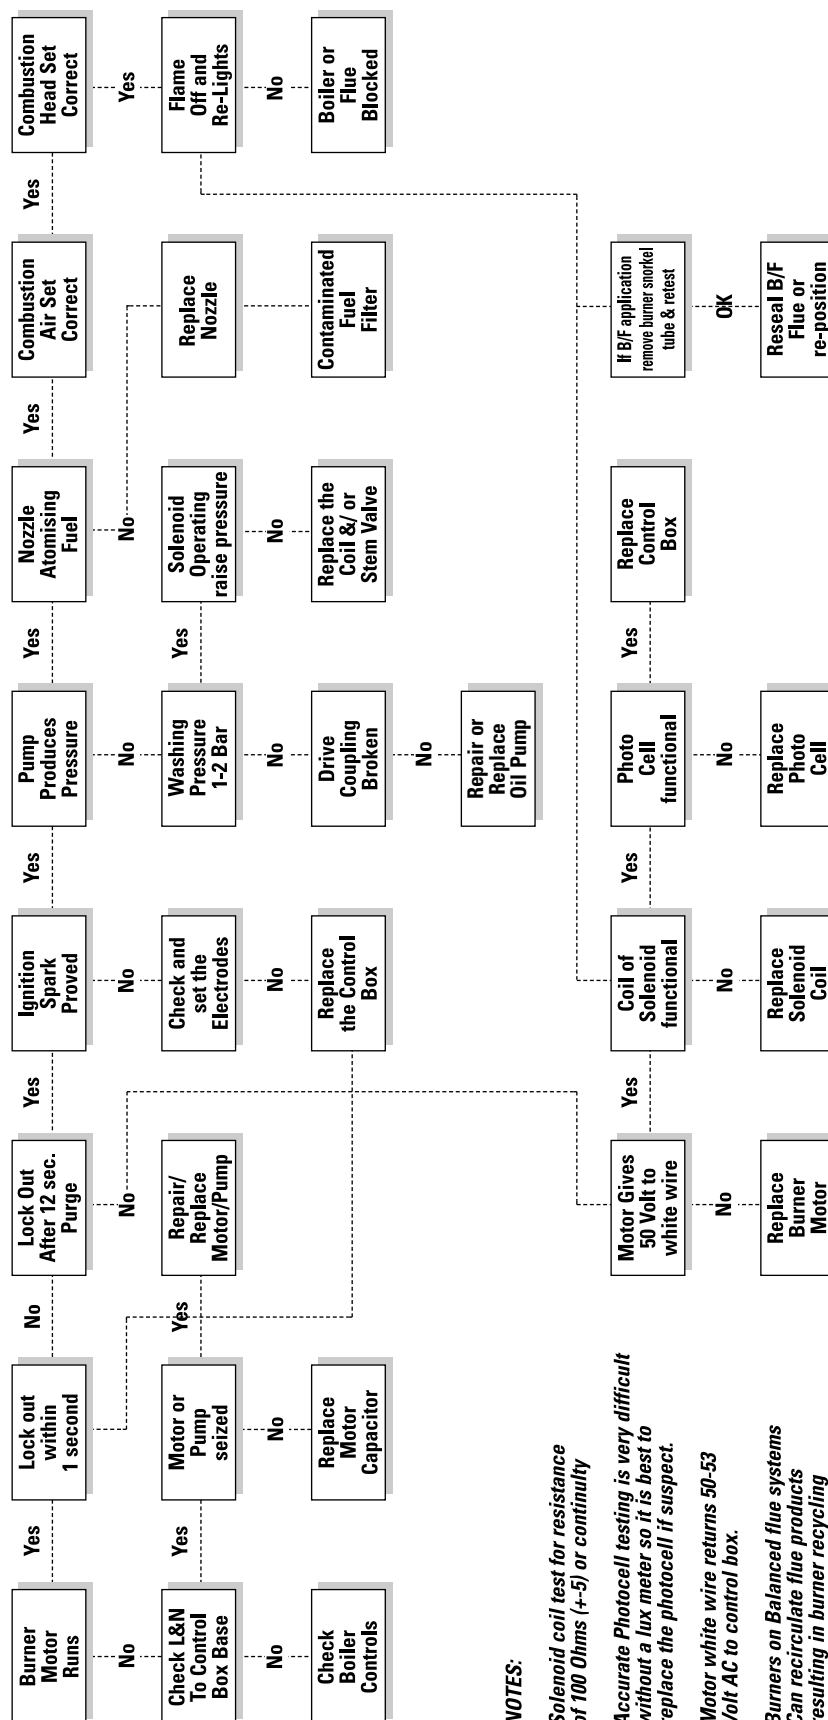 Burner
Motor
Runs
Yes
Lock out
within
1 second
No
Lock Out
After 12 sec.
Purge
Yes
Ignition
Spark
Proved
Yes
Pump
Produces
Pressure
Yes
Nozzle
Atomising
Fuel
Yes
Combustion
Air Set
Correct
Yes
Combustion
Head Set
Correct
No
No
No
No
No
Yes
Check L&N
To Control
Box Base
Yes
Motor or
Pump
seized
Yes
Repair/
Replace
Motor/Pump
Check and
set the
Electrodes
Washing
Pressure
1-2 Bar
Yes
Solenoid
Operating
raise pressure
Replace
Nozzle
Flame
Off and
Re-Lights
No
No
No
No
No
No
Check
Boiler
Controls
Replace
Motor
Capacitor
Replace
the Control
Box
Drive
Coupling
Broken
Replace the
Coil &/ or
Stem Valve
Contaminated
Fuel
Filter
Boiler or
Flue
Blocked
No
Repair or
Replace
Oil Pump
Motor Gives
50 Volt to
white wire
Yes
Coil of
Solenoid
functional
Yes
Photo
Cell
functional
Yes
Replace
Control
Box
If B/F application
remove burner snorkel
tube & retest
No
No
No
OK
Replace
Burner
Motor
Replace
Solenoid
Coil
Replace
Photo
Cell
Reseal B/F
Flue or
re-position
NOTES:
Solenoid coil test for resistance
of 100 Ohms (+-5) or continulty
Accurate Photocell testing is very difficult
without a lux meter so it is best to
replace the photocell if suspect.
Motor white wire returns 50-53
Volt AC to control box.
Burners on Balanced flue systems
Can recirculate flue products
resulting in burner recycling